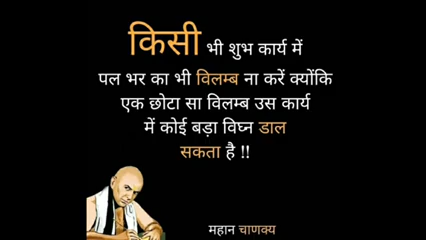 किसी भी शुभ कार्य में
पल भर का भी विलम्ब ना करें क्योंकि
एक छोटा सा विलम्ब उस कार्य
में कोई बड़ा विघ्न डाल
सकता है !!
महान चाणक्य